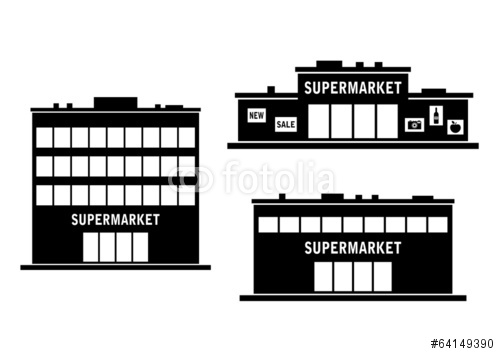 SUPERMARKET
NEW
SALE
SUPERMARKET
SUPERMARKET
fotolia
#64149390